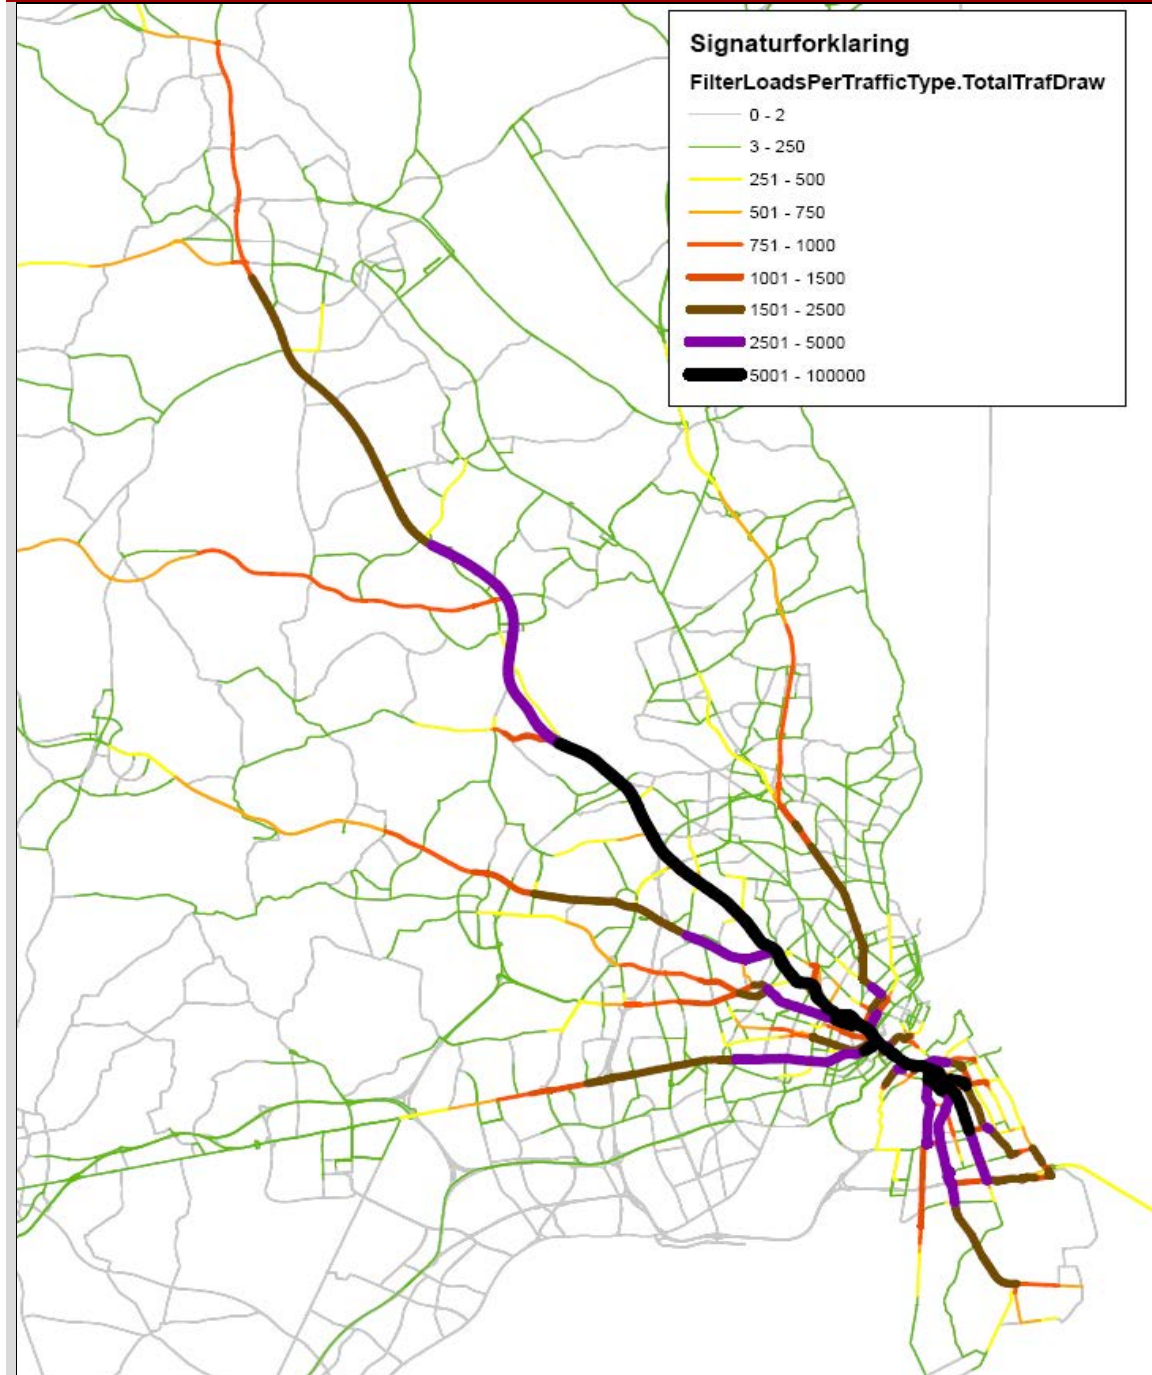 Signaturforklaring
FilterLoadsPerTrafficType.TotalTrafDraw
0 - 2
3 - 250
251 - 500
501 - 750
751 - 1000
1001 - 1500
1501 - 2500
2501 - 5000
5001 - 100000